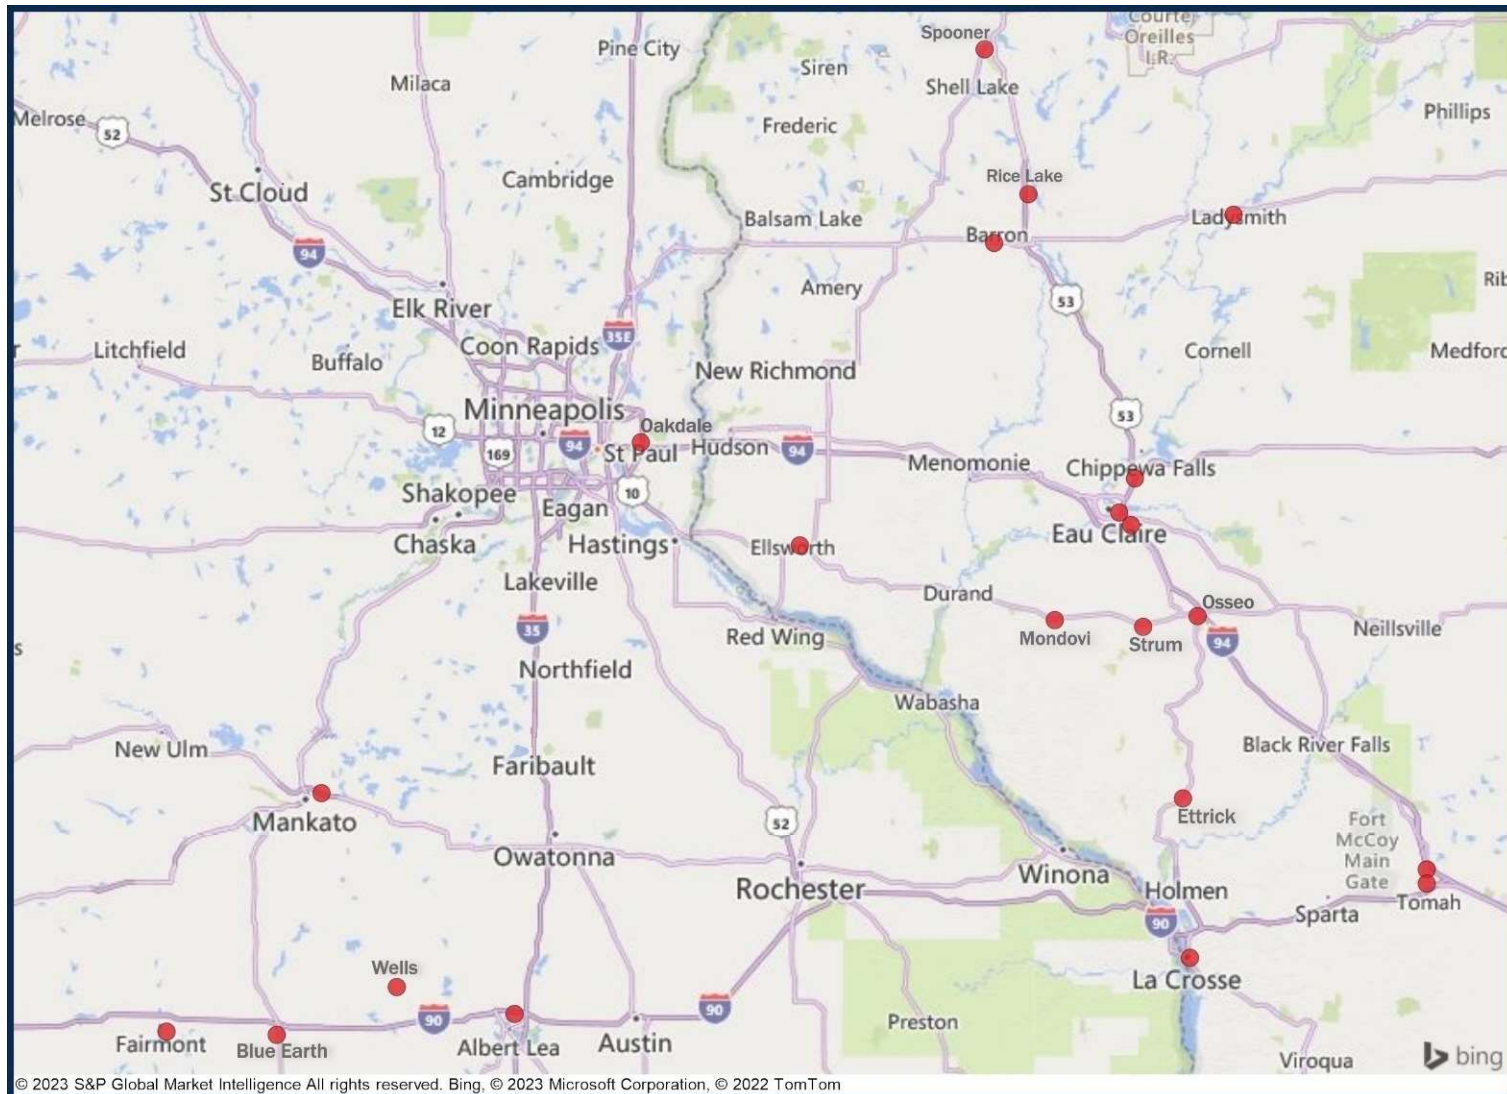 Spooner
Courte
Oreilles
I.R.
Pine City
Siren
Milaca
Shell Lake
Phillips
Melrose
52
Frederic
Rice Lake
Cambridge
St Cloud
Balsam Lake
Ladysmith
Barron
94
Amery
Rib
53
Elk River
35E
Coon Rapids
Litchfield
Buffalo
Cornell
Medford
New Richmond
Minneapolis
53
Oakdale
12
169
94
St Paul
Hudson
94
Menomonie
Chippewa Falls
Shakopee
10
Eagan
Eau Claire
Chaska
Hastings
Ellsworth
Lakeville
Durand
Osseo
35
Red Wing
Mondovi
Strum
94
Neillsville
s
Northfield
Wabasha
New Ulm
Black River Falls
Faribault
Mankato
52
Ettrick
Fort
McCoy
Main
Gate
Owatonna
Rochester
Winona
Holmen
90
Sparta
Tomah
Wells
La Crosse
90
90
Fairmont
Blue Earth
Albert Lea
Austin
Preston
Viroqua
bing
© 2023 S&P Global Market Intelligence All rights reserved. Bing, © 2023 Microsoft Corporation, © 2022 TomTom